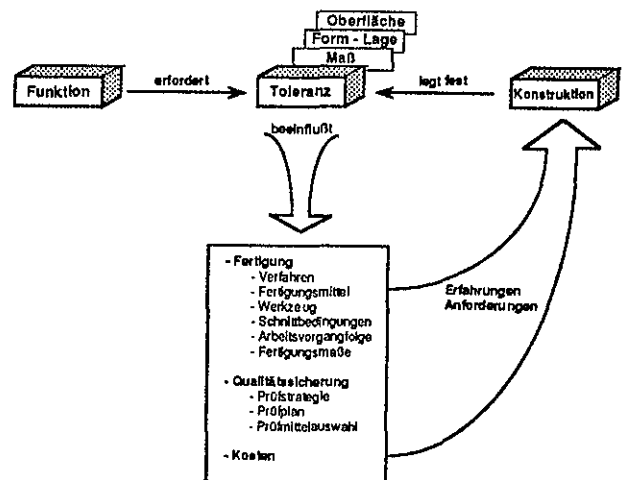 Oberfläche
Form - Lage
Maß
Funktion
erfordert
Toleranz
legt fest
Konstruktion
beeinflußt
- Fertigung
- Verfahren
- Fertigungsmittel
- Werkzeug
- Schnittbedingungen
- Arbeitsvorgangfolge
- Fertigungsmaße
- Qualitätssicherung
- Prüfstrategie
- Prüfplan
- Prüfmittelauswahl
- Kosten
Erfahrungen
Anforderungen